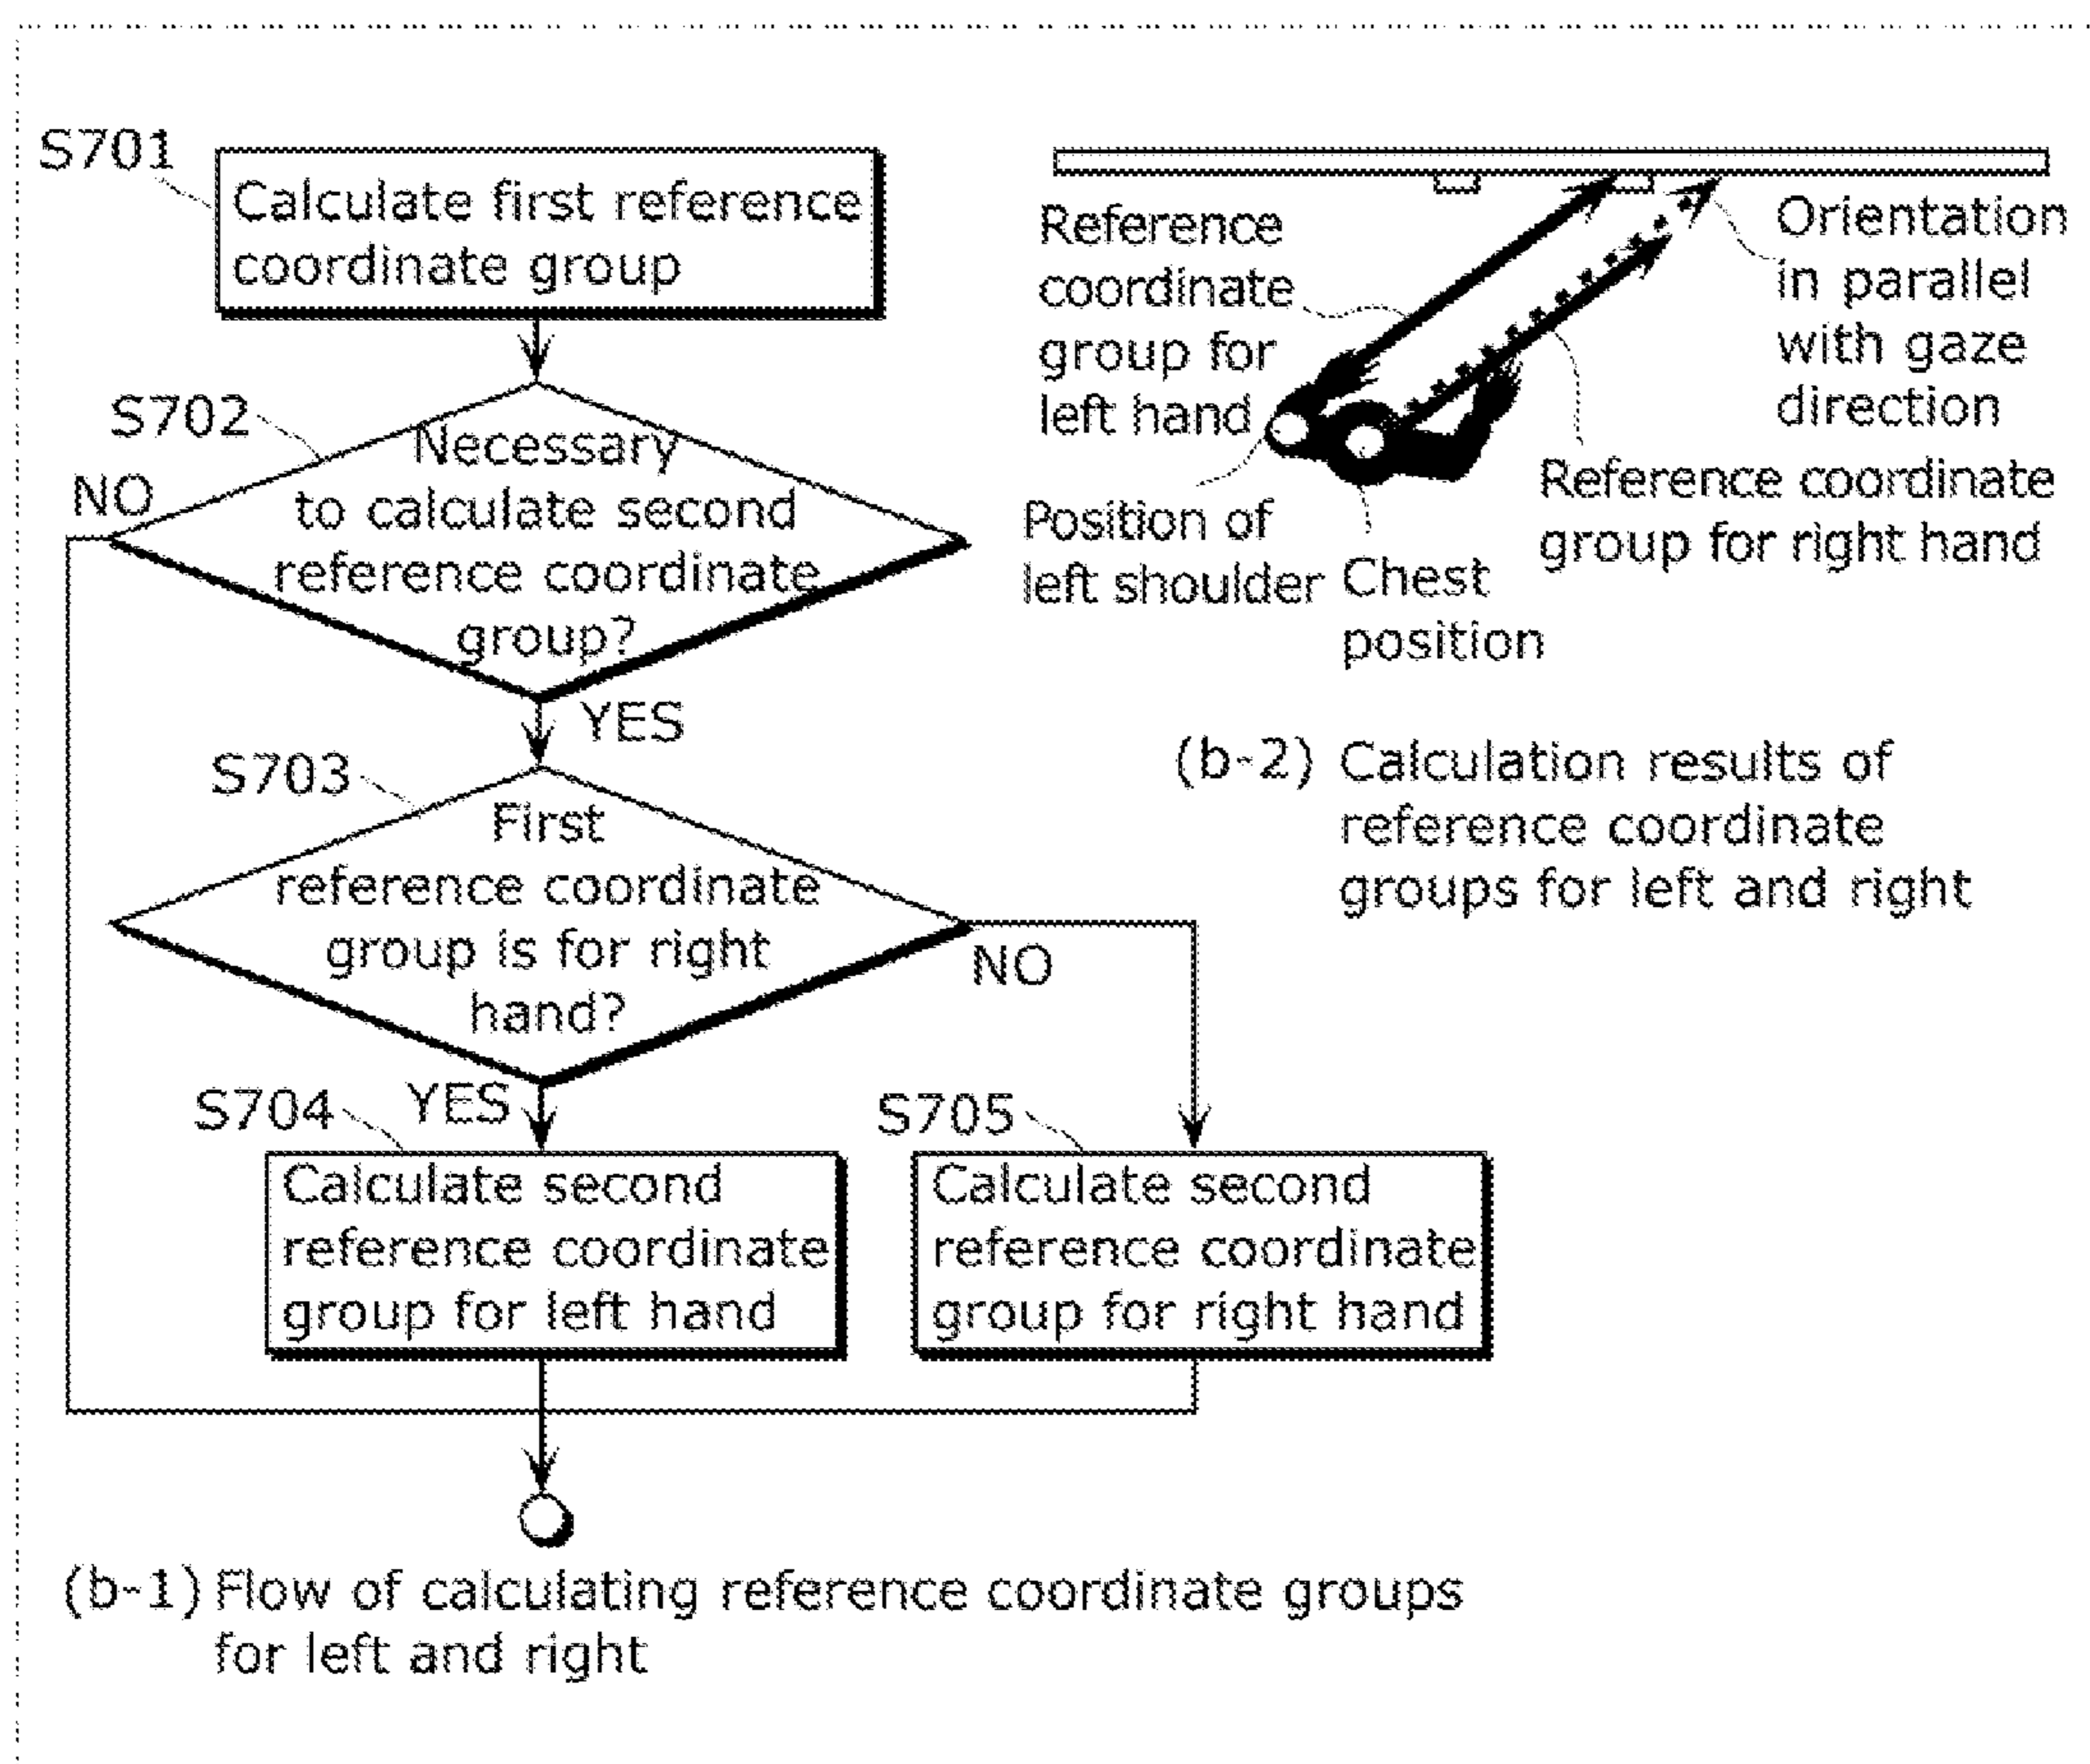 S701
Calculate first reference
coordinate group
S702
NO
Necessary
to calculate second
reference coordinate
group?
YES
S703
First
reference coordinate
group is for right
hand?
NO
YES
S704
Calculate second
reference coordinate
group for left hand
S705
Calculate second
reference coordinate
group for right hand
(b-1) Flow of calculating reference coordinate groups
for left and right
Reference
coordinate
group for
left hand
Orientation
in parallel
with gaze
direction
Position of
left shoulder
Chest
position
Reference coordinate
group for right hand
(b-2) Calculation results of
reference coordinate
groups for left and right